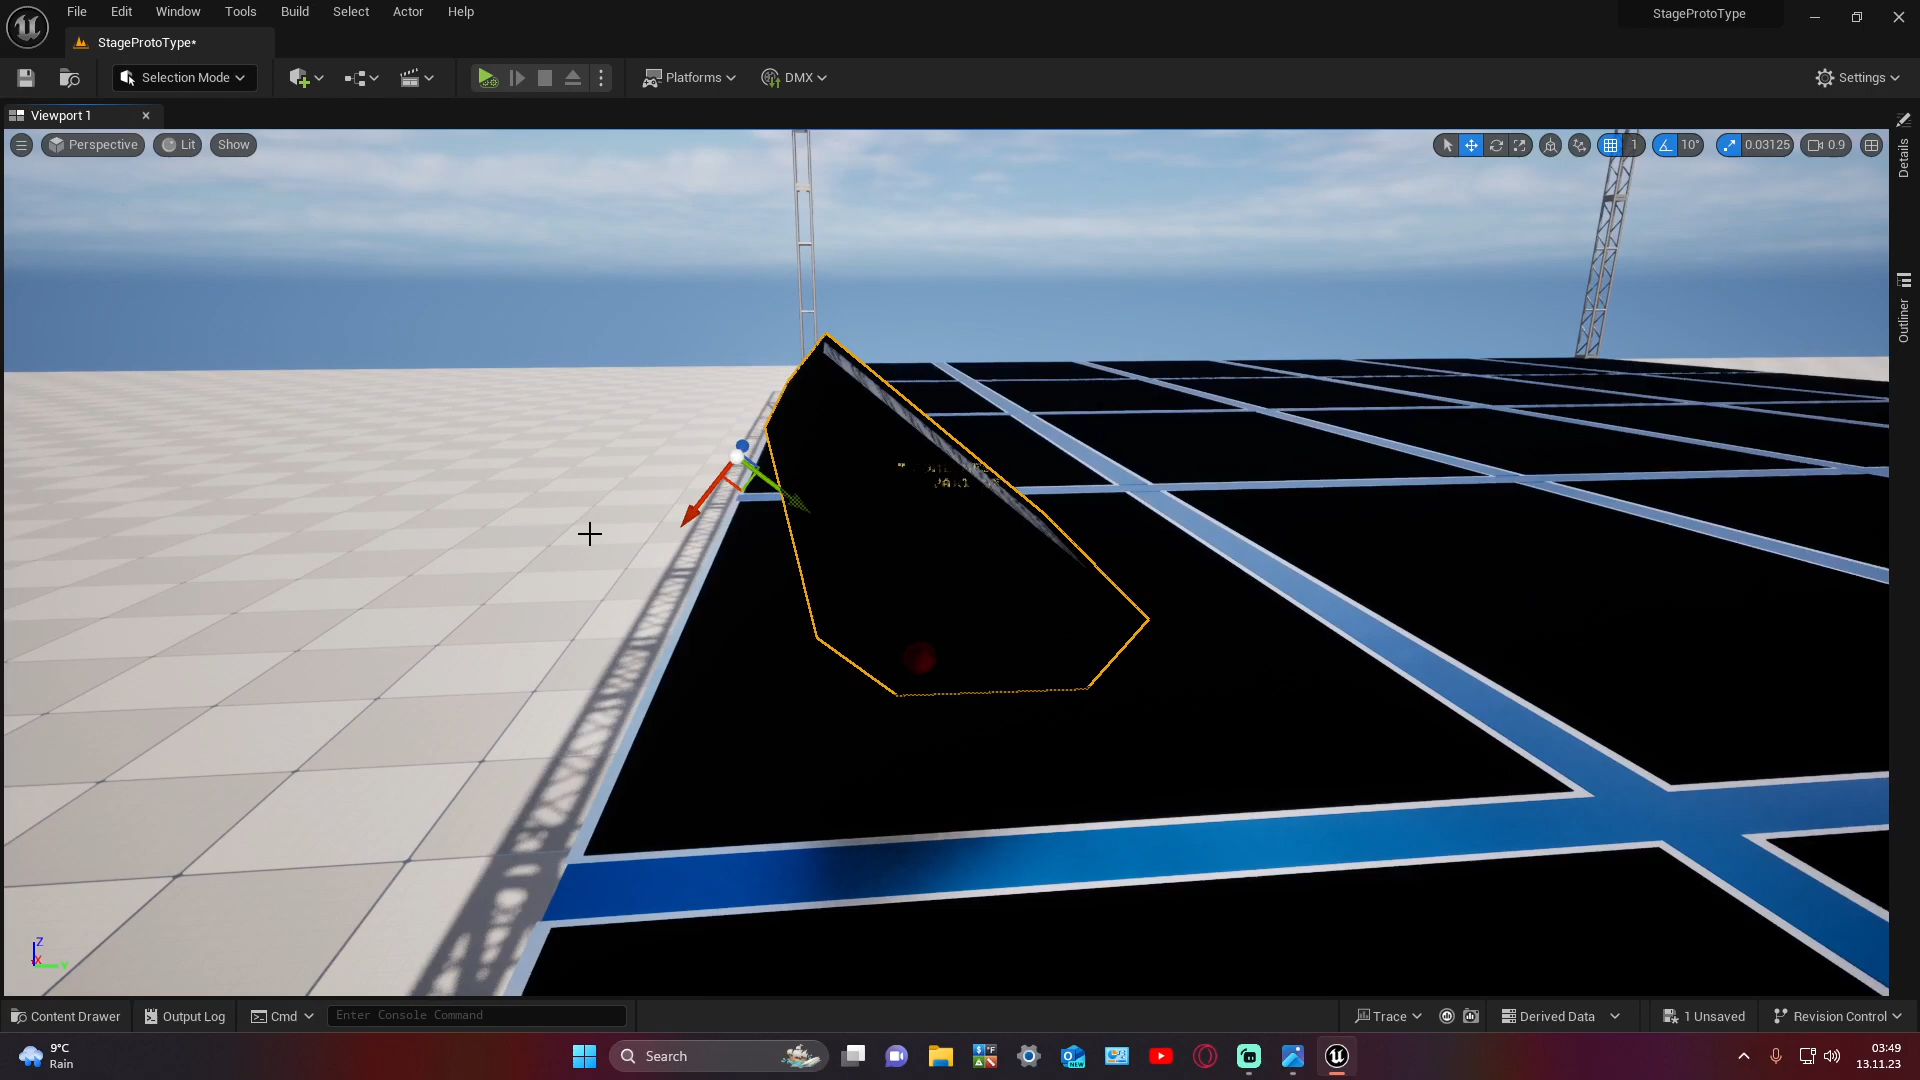 File Edit Window Tools Build Select Actor Help
StageProtoType
StageProtoType*
Selection Mode
Platforms
DMX
Settings
Viewport 1
Perspective
Lit
Show
1
10°
0.03125
0.9
Details
Outliner
Z
X
Y
Content Drawer
Output Log
Cmd
Enter Console Command
Trace
Derived Data
1 Unsaved
Revision Control
9°C
Rain
Search
NEW
03:49
13.11.23